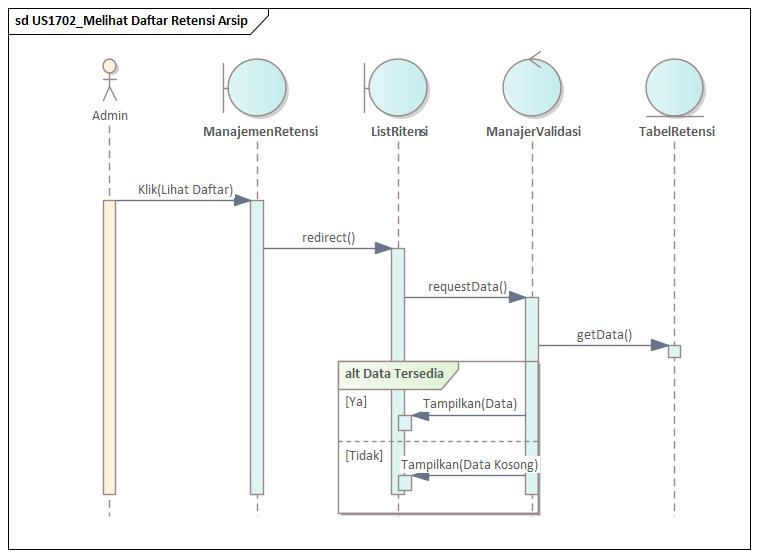 sd US1702_Melihat Daftar Retensi Arsip
Admin
ManajemenRetensi
ListRitensi
ManajerValidasi
TabelRetensi
Klik(Lihat Daftar)
redirect()
requestData()
getData()
alt Data Tersedia
[Ya]
Tampilkan(Data)
[Tidak]
Tampilkan(Data Kosong)